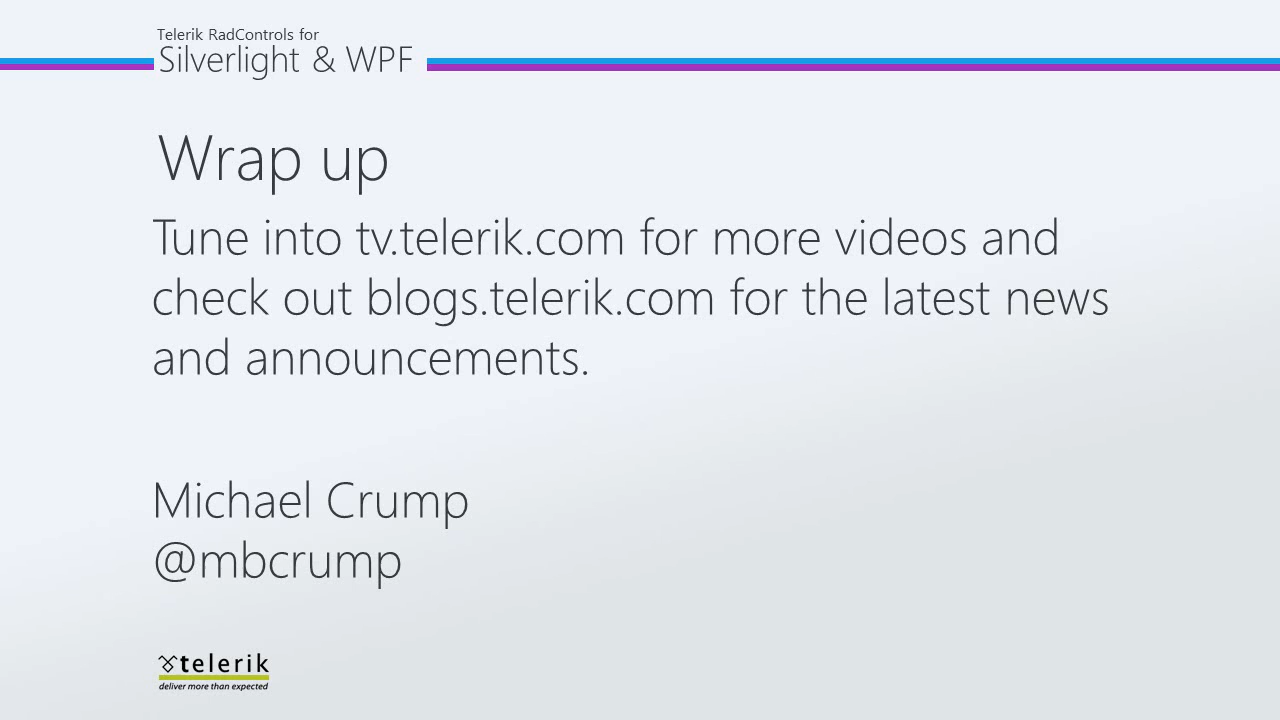 Telerik RadControls for
Silverlight & WPF
Wrap up
Tune into tv.telerik.com for more videos and
check out blogs.telerik.com for the latest news
and announcements.
Michael Crump
@mbcrump
telerik
deliver more than expected